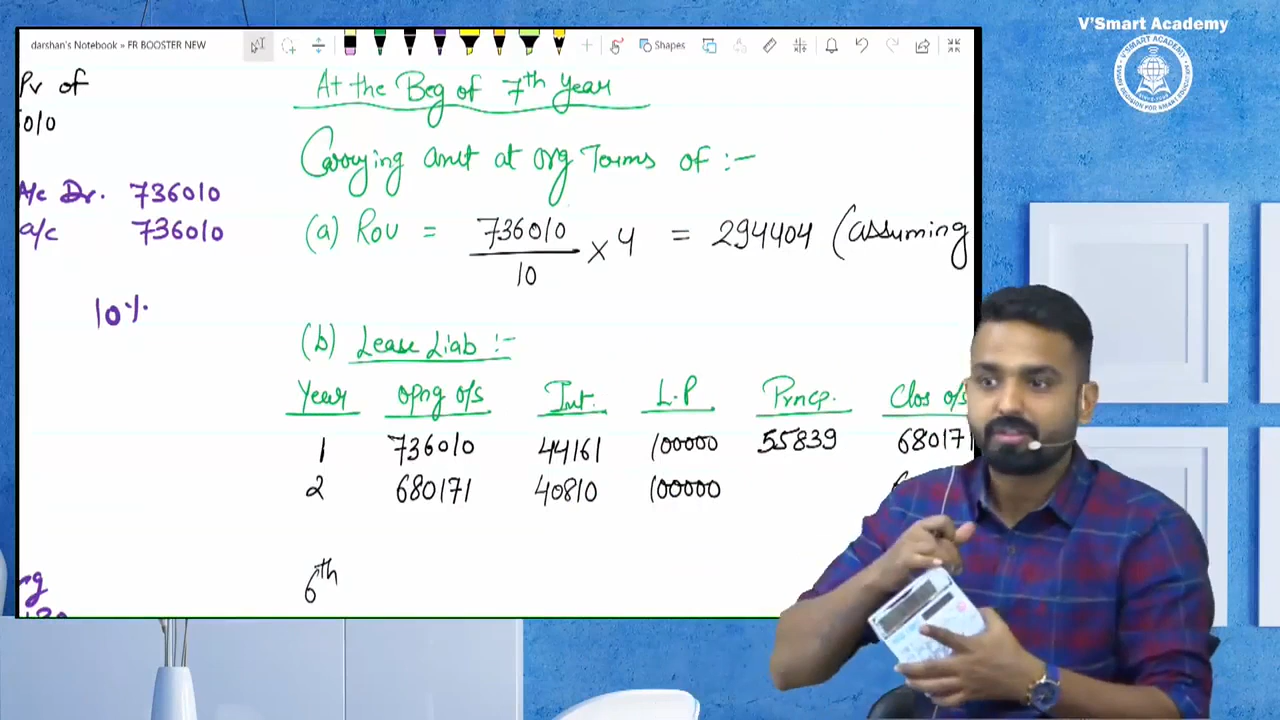 V'Smart Academy
darshan's Notebook » FR BOOSTER NEW
Shapes
Pv of
At the Beg of 7th Year
Carrying amt at org Terms of :-
A/c Dr. 736010
a/c 736010
(a) Rou = 736010/10 × 4 = 294404 (assuming
10%
(b) Lease Liab :-
Year opng o/s Int. L.P Prncp. Clos o/s
1 736010 44161 100000 55839 680171
2 680171 40810 100000
6th